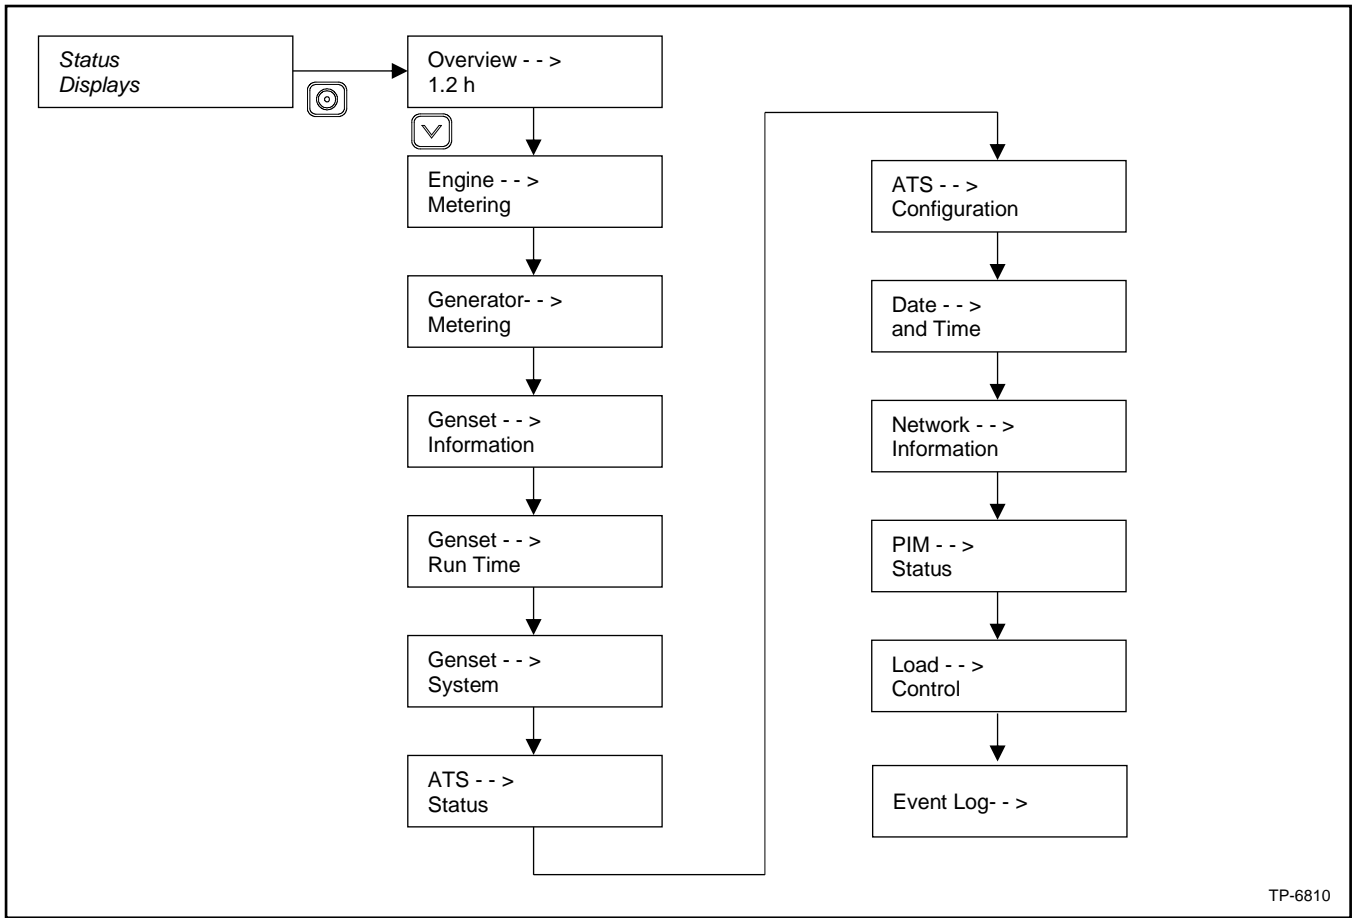 Status
Displays
Overview - - >
1.2 h
Engine - - >
Metering
Generator- - >
Metering
Genset - - >
Information
Genset - - >
Run Time
Genset - - >
System
ATS - - >
Status
ATS - - >
Configuration
Date - - >
and Time
Network - - >
Information
PIM - - >
Status
Load - - >
Control
Event Log- - >
TP-6810